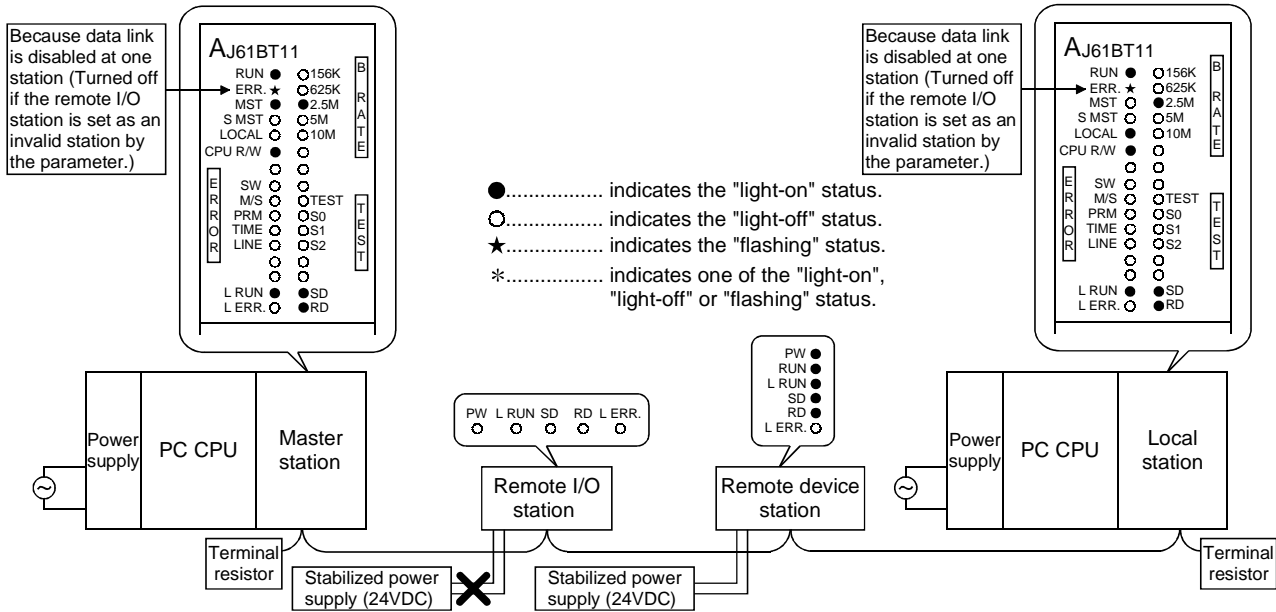 Because data link
is disabled at one
station (Turned off
if the remote I/O
station is set as an
invalid station by
the parameter.)
AJ61BT11
RUN ● ○156K
ERR. ★ ○625K
MST ● ●2.5M
S MST ○ ○5M
LOCAL ○ ○10M
CPU R/W ● ○
○ ○
SW ○ ○
M/S ○ ○TEST
PRM ○ ○S0
TIME ○ ○S1
LINE ○ ○S2
○ ○
○ ○
L RUN ● ●SD
L ERR. ○ ●RD
B RATE
ERROR
TEST
●................. indicates the "light-on" status.
○................. indicates the "light-off" status.
★................. indicates the "flashing" status.
*................. indicates one of the "light-on",
"light-off" or "flashing" status.
Because data link
is disabled at one
station (Turned off
if the remote I/O
station is set as an
invalid station by
the parameter.)
AJ61BT11
RUN ● ○156K
ERR. ★ ○625K
MST ○ ●2.5M
S MST ○ ○5M
LOCAL ● ○10M
CPU R/W ● ○
○ ○
SW ○ ○
M/S ○ ○TEST
PRM ○ ○S0
TIME ○ ○S1
LINE ○ ○S2
○ ○
○ ○
L RUN ● ●SD
L ERR. ○ ●RD
B RATE
ERROR
TEST
Power
supply
PC CPU
Master
station
PW L RUN SD RD L ERR.
○ ○ ○ ○ ○
Remote I/O
station
PW ●
RUN ●
L RUN ●
SD ●
RD ●
L ERR. ○
Remote device
station
Power
supply
PC CPU
Local
station
Terminal
resistor
Stabilized power
supply (24VDC)
Stabilized power
supply (24VDC)
Terminal
resistor